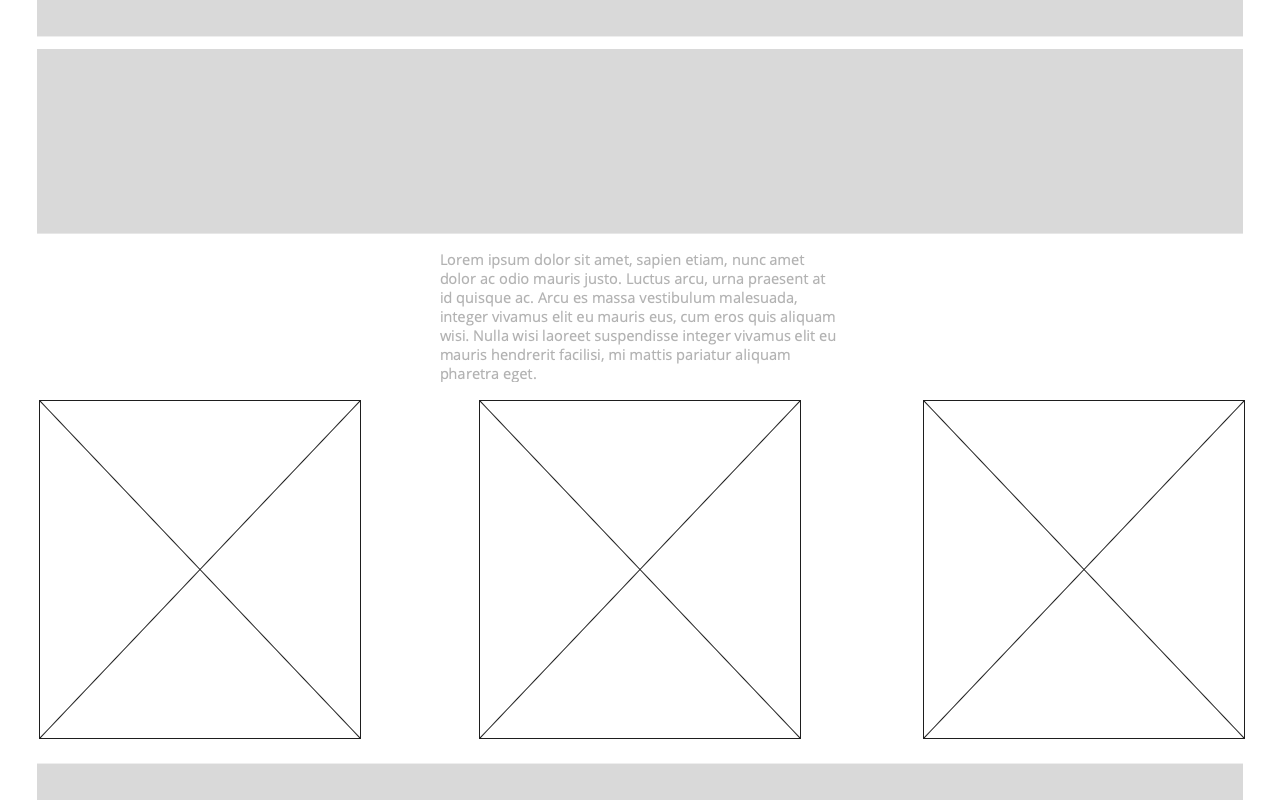 Lorem ipsum dolor sit amet, sapien etiam, nunc amet
dolor ac odio mauris justo. Luctus arcu, urna praesent at
id quisque ac. Arcu es massa vestibulum malesuada,
integer vivamus elit eu mauris eus, cum eros quis aliquam
wisi. Nulla wisi laoreet suspendisse integer vivamus elit eu
mauris hendrerit facilisi, mi mattis pariatur aliquam
pharetra eget.